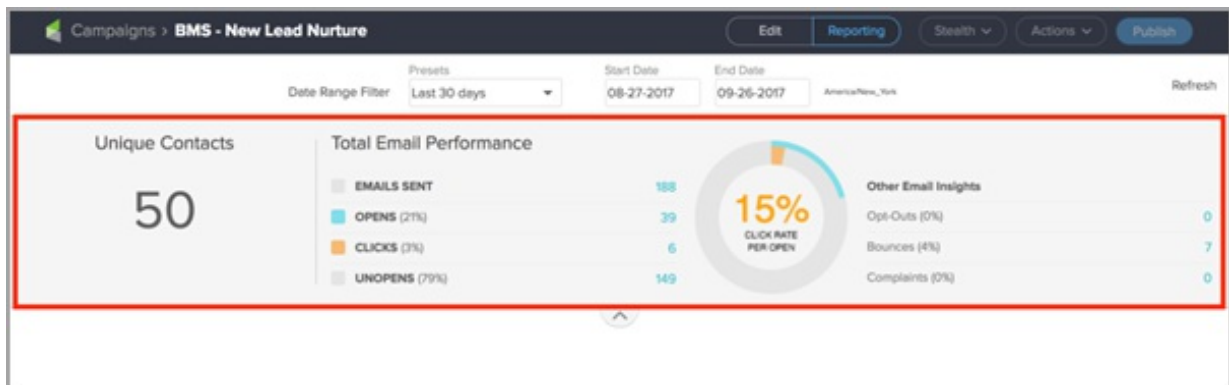 Campaigns > BMS - New Lead Nurture
Edit
Reporting
Stealth
Actions
Publish
Date Range Filter
Presets
Last 30 days
Start Date
08-27-2017
End Date
09-26-2017
America/New_York
Refresh
Unique Contacts
50
Total Email Performance
EMAILS SENT 188
OPENS (21%) 39
CLICKS (3%) 6
UNOPENS (79%) 149
15%
CLICK RATE
PER OPEN
Other Email Insights
Opt-Outs (0%) 0
Bounces (4%) 7
Complaints (0%) 0